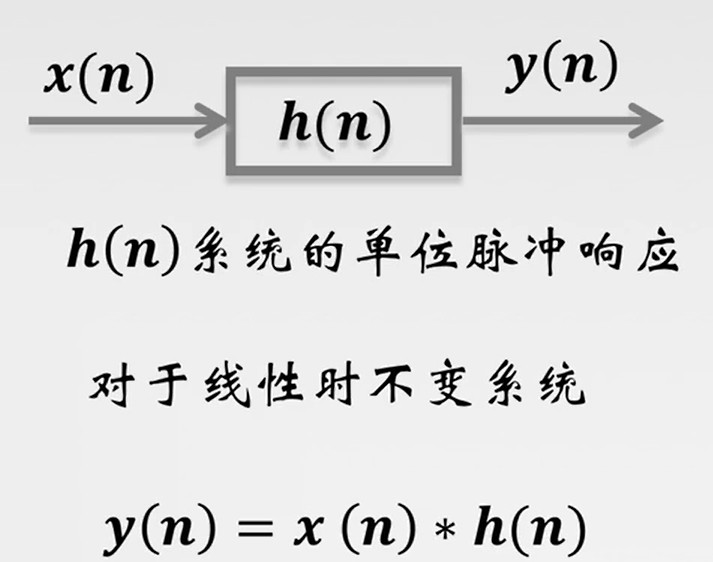 x(n)
h(n)
y(n)
h(n)系统的单位脉冲响应
对于线性时不变系统
y(n) = x (n) * h(n)